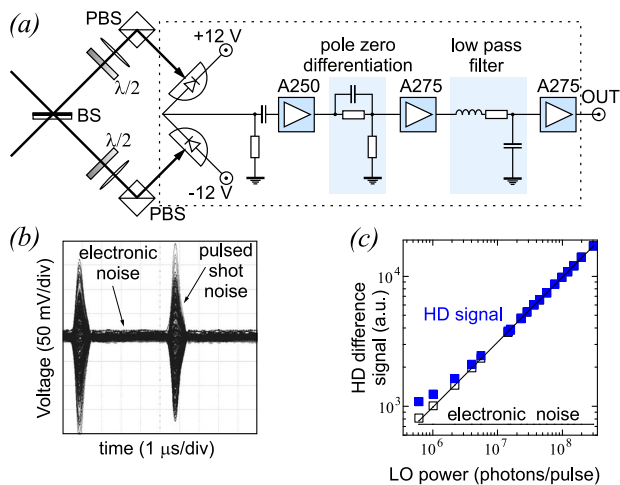 (a)
PBS
+12 V
λ/2
BS
λ/2
-12 V
PBS
pole zero
differentiation
low pass
filter
A250
A275
A275
OUT
(b)
electronic
noise
pulsed
shot
noise
Voltage (50 mV/div)
time (1 μs/div)
(c)
HD difference
signal (a.u.)
10^4
10^3
HD signal
electronic noise
10^6
10^7
10^8
LO power (photons/pulse)